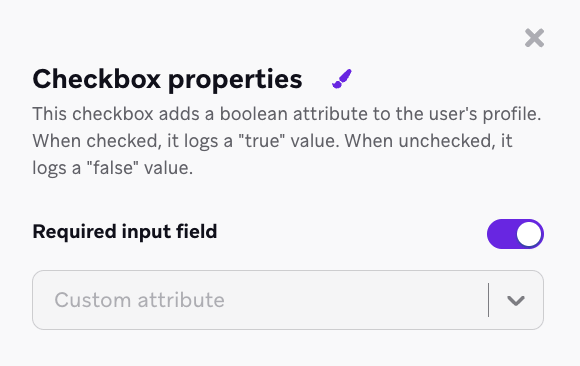 Checkbox properties
This checkbox adds a boolean attribute to the user's profile.
When checked, it logs a "true" value. When unchecked, it
logs a "false" value.
Required input field
Custom attribute